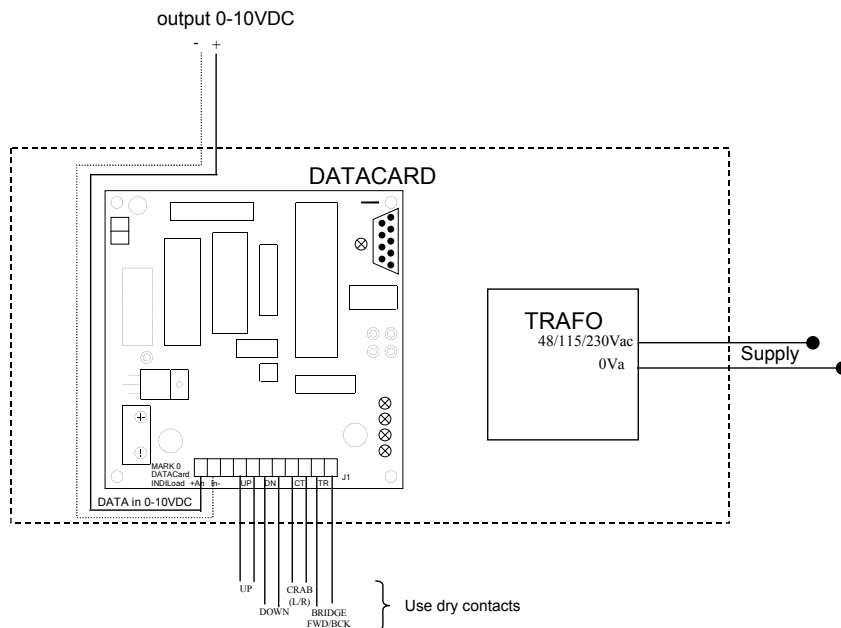 output 0-10VDC
- +
DATACARD
TRAFO
48/115/230Vac
0Va
Supply
MARK 0
DATACard
INDILoad +An In- UP DN CT TR J1
DATA in 0-10VDC
UP
DOWN
CRAB
(L/R)
BRIDGE
FWD/BCK
Use dry contacts